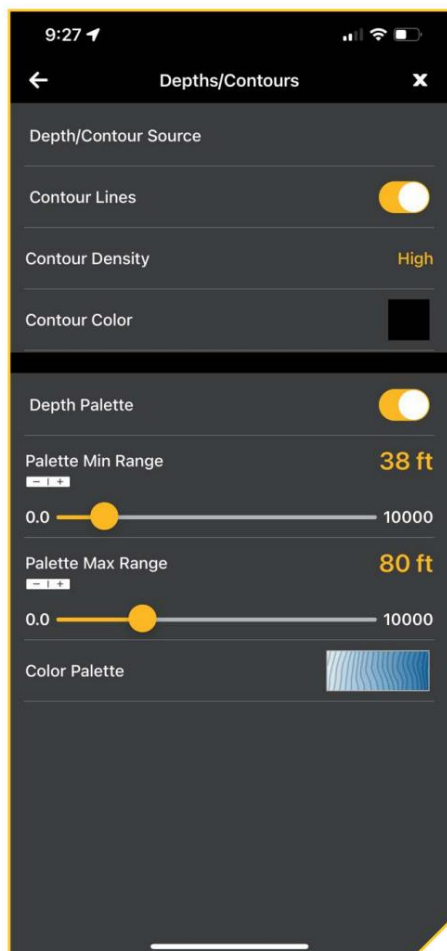 9:27
Depths/Contours
Depth/Contour Source
Contour Lines
Contour Density High
Contour Color
Depth Palette
Palette Min Range 38 ft
- | +
0.0 10000
Palette Max Range 80 ft
- | +
0.0 10000
Color Palette